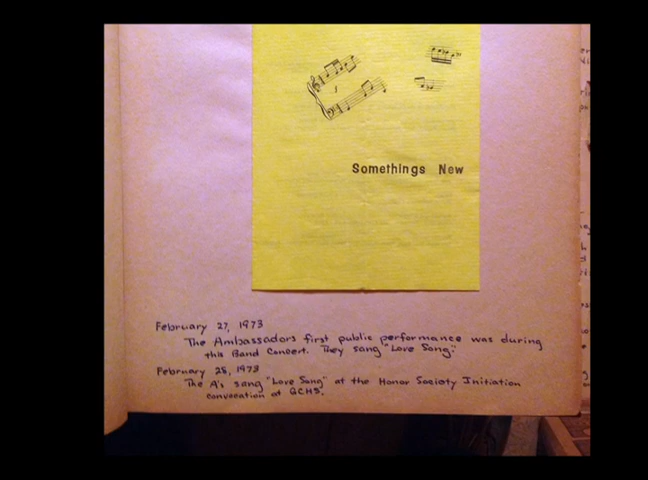 Somethings New
February 27, 1973
The Ambassadors first public performance was during
this Band Concert. They sang "Love Song."
February 28, 1973
The A's sang "Love Song" at the Honor Society Initiation
convocation at GCHS.